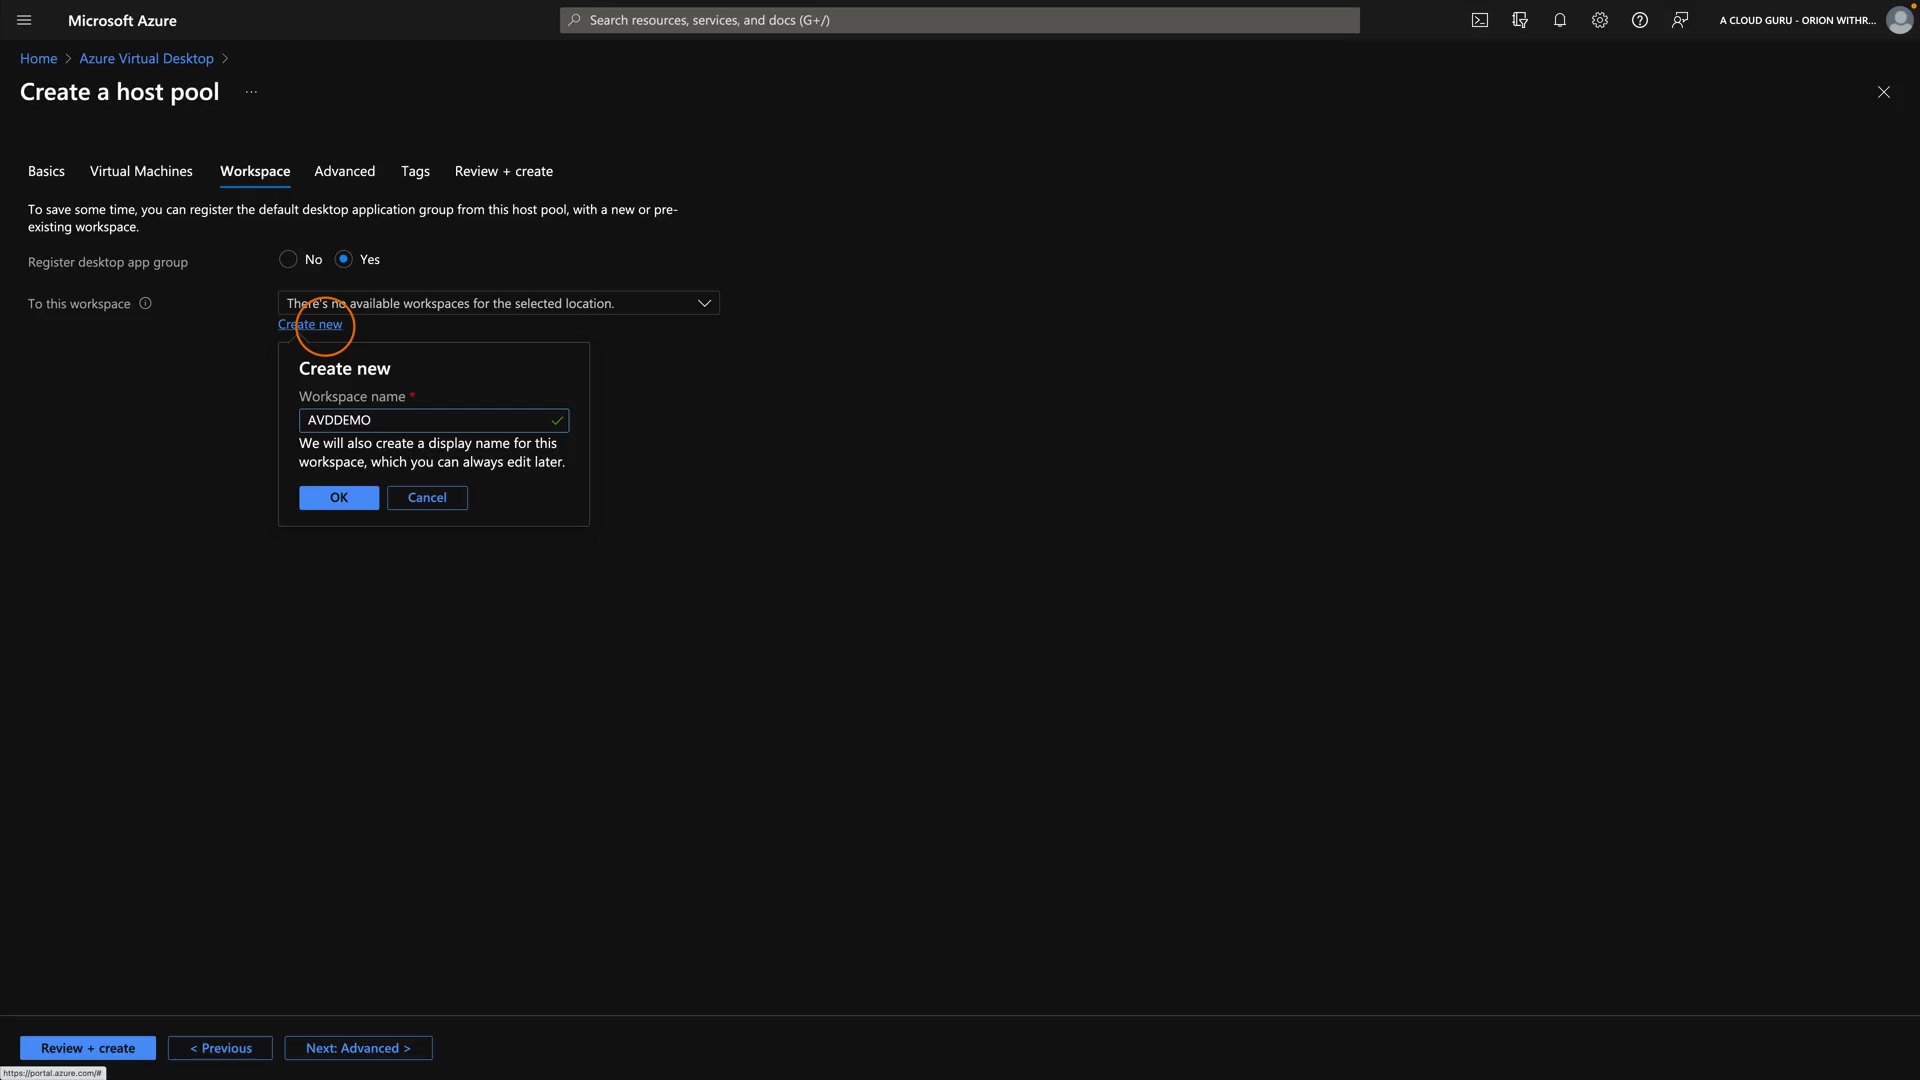 Microsoft Azure
Search resources, services, and docs (G+/)
A CLOUD GURU - ORION WITHR...
Home > Azure Virtual Desktop >
Create a host pool ...
Basics
Virtual Machines
Workspace
Advanced
Tags
Review + create
To save some time, you can register the default desktop application group from this host pool, with a new or pre-
existing workspace.
Register desktop app group
No
Yes
To this workspace
There's no available workspaces for the selected location.
Create new
Create new
Workspace name *
AVDDEMO
We will also create a display name for this
workspace, which you can always edit later.
OK
Cancel
Review + create
< Previous
Next: Advanced >
https://portal.azure.com/#